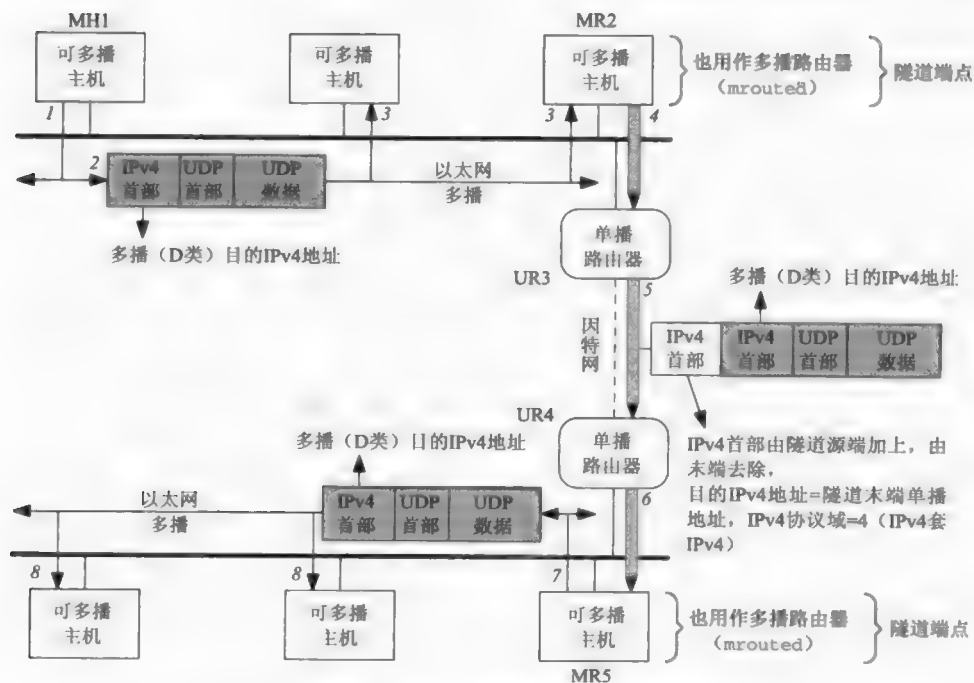 MH1
MR2
可多播
主机
可多播
主机
可多播
主机
也用作多播路由器
（mrouted）
隧道端点
1
3
3
4
2
IPv4
首部
UDP
首部
UDP
数据
以太网
多播
多播（D类）目的IPv4地址
单播
路由器
UR3
5
多播（D类）目的IPv4地址
因特网
IPv4
首部
IPv4
首部
UDP
首部
UDP
数据
UR4
单播
路由器
6
IPv4首部由隧道源端加上，由
末端去除，
目的IPv4地址=隧道末端单播
地址，IPv4协议域=4（IPv4套
IPv4）
多播（D类）目的IPv4地址
以太网
多播
IPv4
首部
UDP
首部
UDP
数据
8
8
7
可多播
主机
可多播
主机
可多播
主机
也用作多播路由器
（mrouted）
隧道端点
MR5